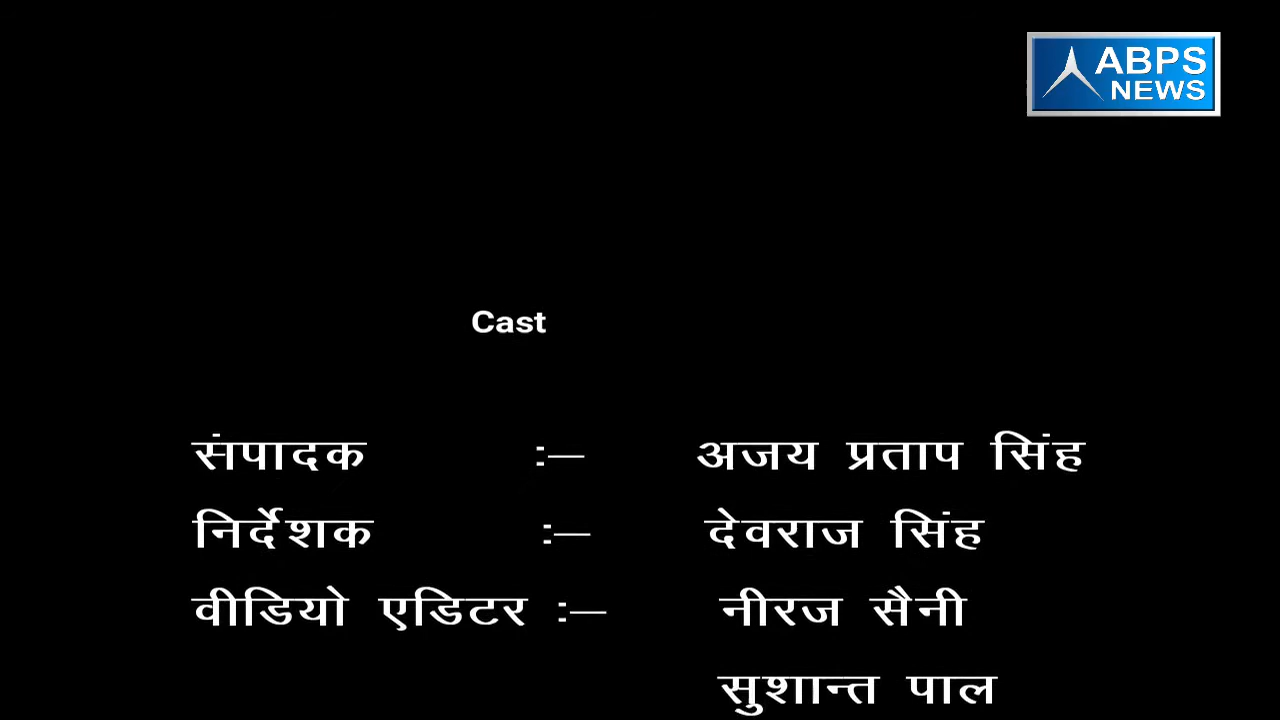 ABPS
NEWS
Cast
संपादक :— अजय प्रताप सिंह
निर्देशक :— देवराज सिंह
वीडियो एडिटर :— नीरज सैनी
सुशान्त पाल